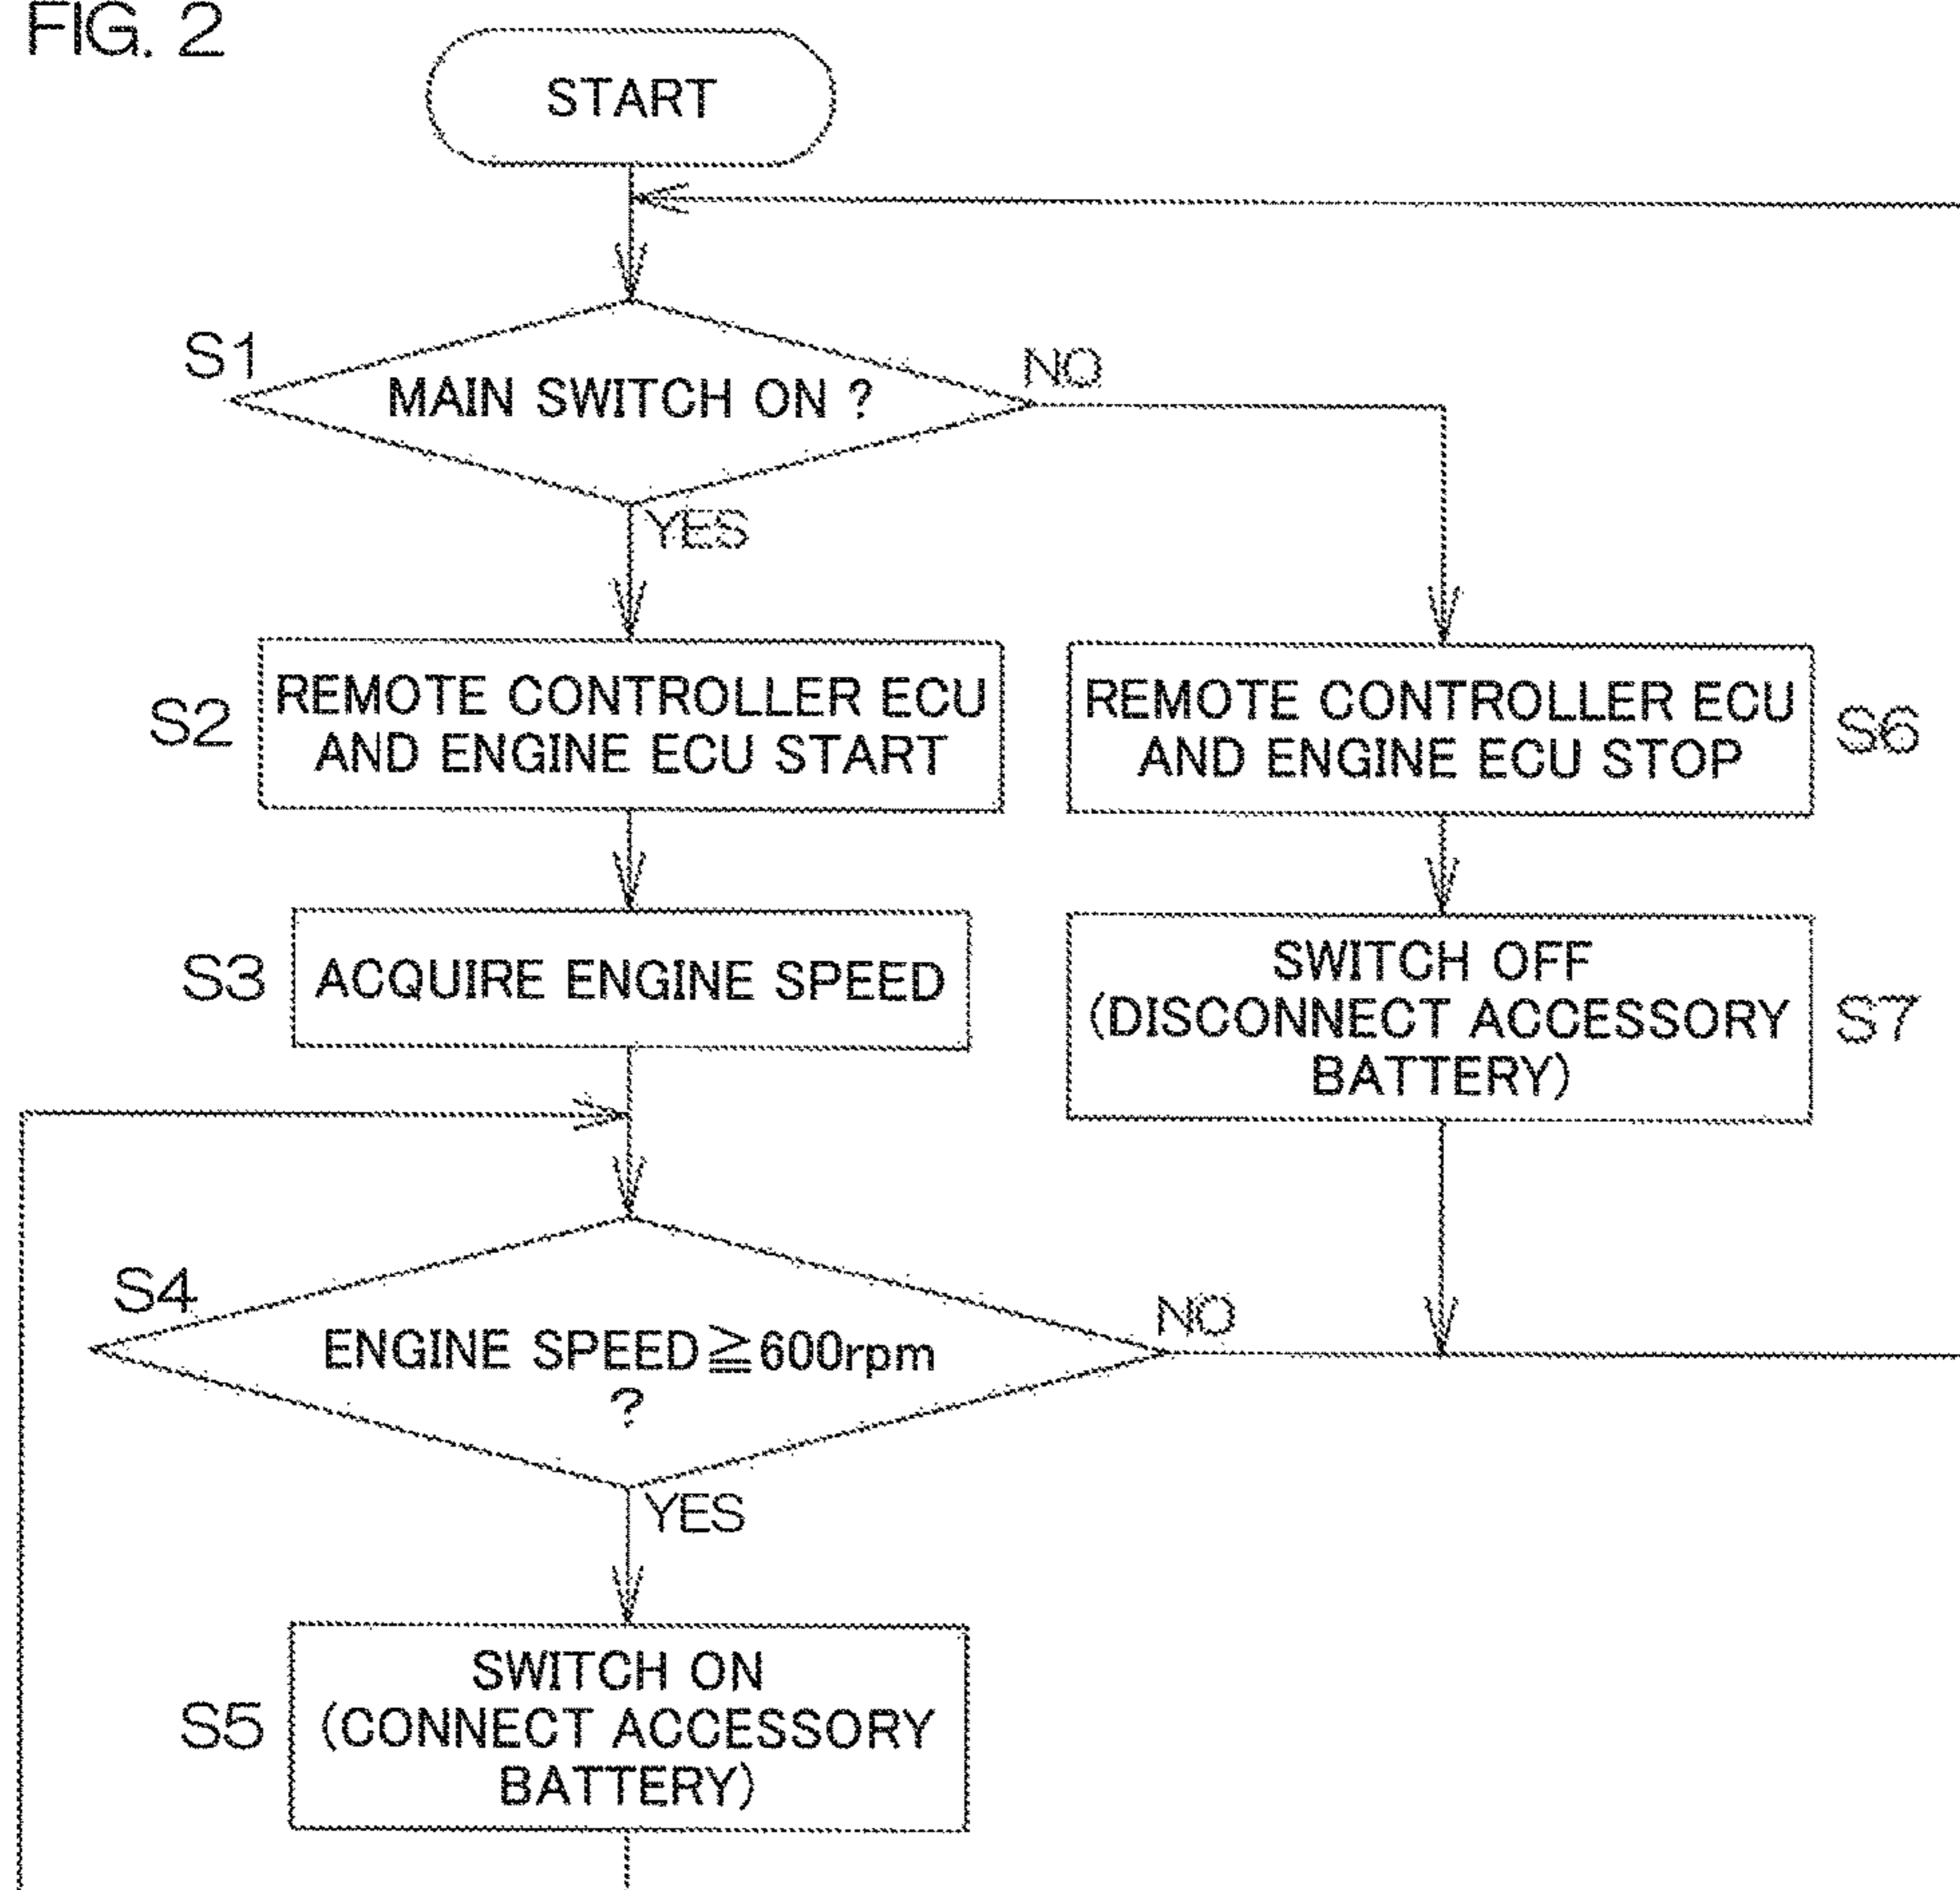 FIG. 2
START
S1
MAIN SWITCH ON ?
NO
YES
S2
REMOTE CONTROLLER ECU
AND ENGINE ECU START
REMOTE CONTROLLER ECU
AND ENGINE ECU STOP
S6
S3
ACQUIRE ENGINE SPEED
SWITCH OFF
(DISCONNECT ACCESSORY
BATTERY)
S7
S4
ENGINE SPEED≧600rpm
?
NO
YES
S5
SWITCH ON
(CONNECT ACCESSORY
BATTERY)